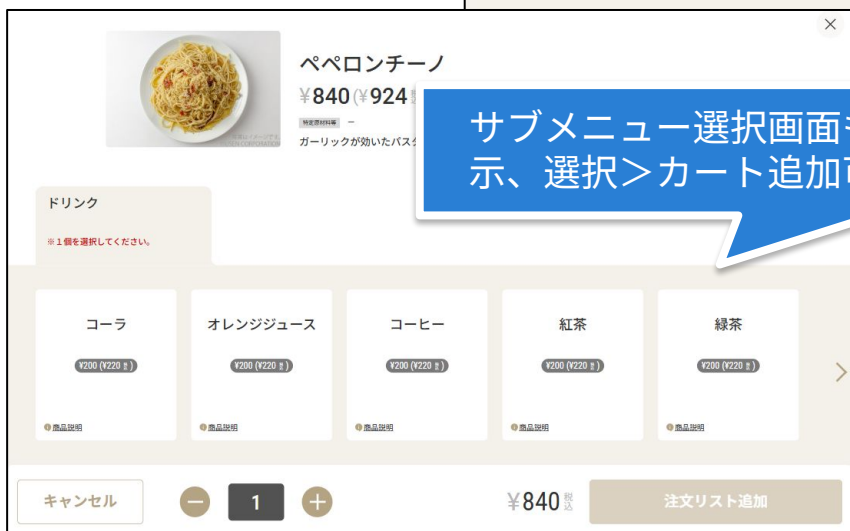 ペペロンチーノ
¥840(¥924
特定原材料等 −
ガーリックが効いたパスタ
サブメニュー選択画面
示、選択＞カート追加
ドリンク
※1個を選択してください。
コーラ
オレンジジュース
コーヒー
紅茶
緑茶
¥200 (¥220 税込)
¥200 (¥220 税込)
¥200 (¥220 税込)
¥200 (¥220 税込)
¥200 (¥220 税込)
商品説明
商品説明
商品説明
商品説明
商品説明
キャンセル
1
¥840 税込
注文リスト追加